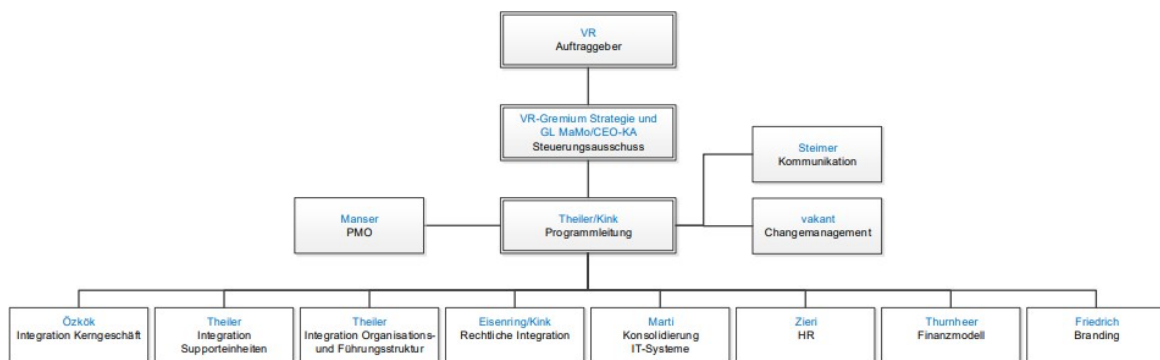 VR
Auftraggeber
VR-Gremium Strategie und
GL MaMo/CEO-KA
Steuerungsausschuss
Steimer
Kommunikation
Manser
PMO
Theiler/Kink
Programmleitung
vakant
Changemanagement
Özkök
Integration Kerngeschäft
Theiler
Integration
Supporteinheiten
Theiler
Integration Organisations-
und Führungsstruktur
Eisenring/Kink
Rechtliche Integration
Marti
Konsolidierung
IT-Systeme
Zieri
HR
Thurnheer
Finanzmodell
Friedrich
Branding